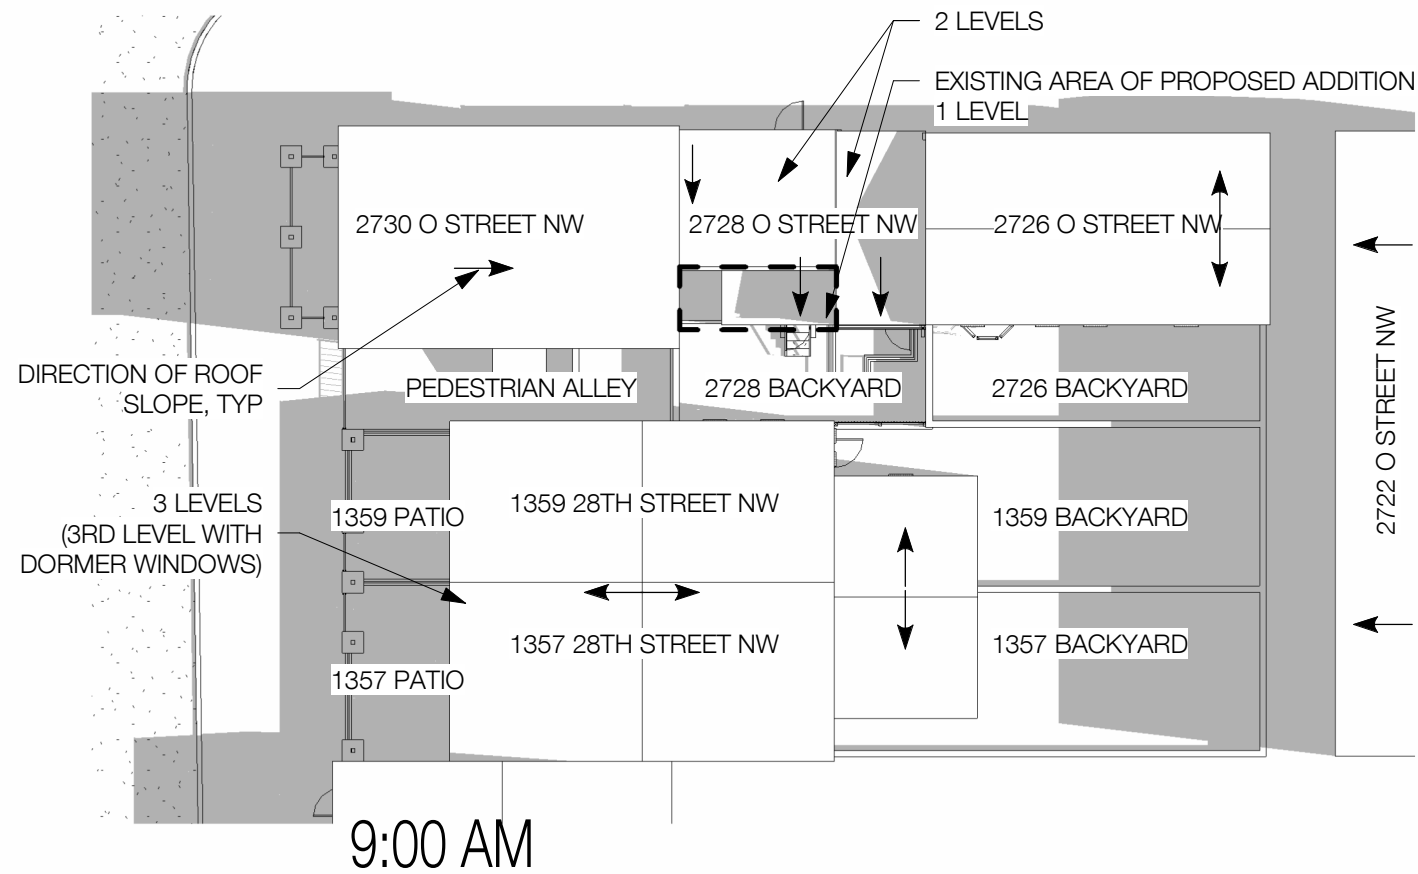 2 LEVELS
EXISTING AREA OF PROPOSED ADDITION
1 LEVEL
2730 O STREET NW
2728 O STREET NW
2726 O STREET NW
2722 O STREET NW
DIRECTION OF ROOF
SLOPE, TYP
PEDESTRIAN ALLEY
2728 BACKYARD
2726 BACKYARD
3 LEVELS
(3RD LEVEL WITH
DORMER WINDOWS)
1359 PATIO
1359 28TH STREET NW
1359 BACKYARD
1357 28TH STREET NW
1357 BACKYARD
1357 PATIO
9:00 AM